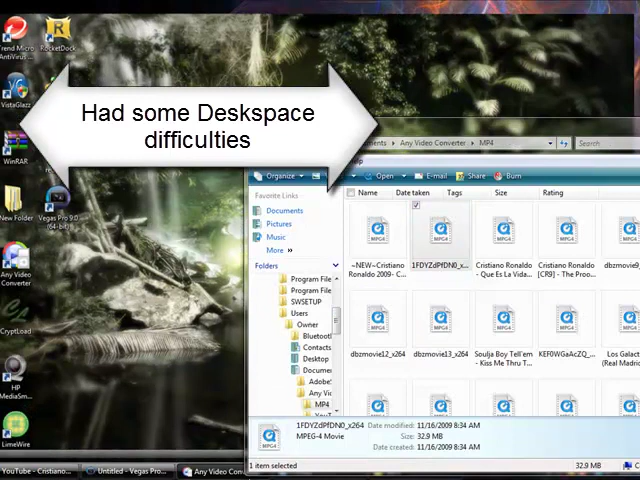 Trend Micro
AntiVirus ...
RocketDock
VistaGlazz
WinRAR
New Folder
Vegas Pro 9.0
(64-bit)
Any Video
Converter
CryptLoad
HP
MediaSm...
LimeWire
Had some Deskspace
difficulties
Any Video Converter
MP4
Search
Organize
Open
E-mail
Share
Burn
Favorite Links
Documents
Pictures
Music
More »
Folders
Program File
Program File
SWSETUP
Users
Owner
Bluetoot
Contacts
Desktop
Docume
Adobe
Any Vi
MP4
Name
Date taken
Tags
Size
Rating
~NEW~Cristiano
Ronaldo 2009- C...
1FDYZdPfDN0_x...
Cristiano Ronaldo
- Que Es La Vida...
Cristiano Ronaldo
[CR9] - The Proo...
dbzmovie12_x264
dbzmovie13_x264
Soulja Boy Tell'em
- Kiss Me Thru T...
KEF0WGaAcZQ_...
Los Galact
(Real Madri
1FDYZdPfDN0_x264
Date modified: 11/16/2009 8:34 AM
MPEG-4 Movie
Size: 32.9 MB
Date created: 11/16/2009 8:34 AM
1 item selected
32.9 MB
YouTube - Cristiano...
Untitled - Vegas Pro...
Any Video Con